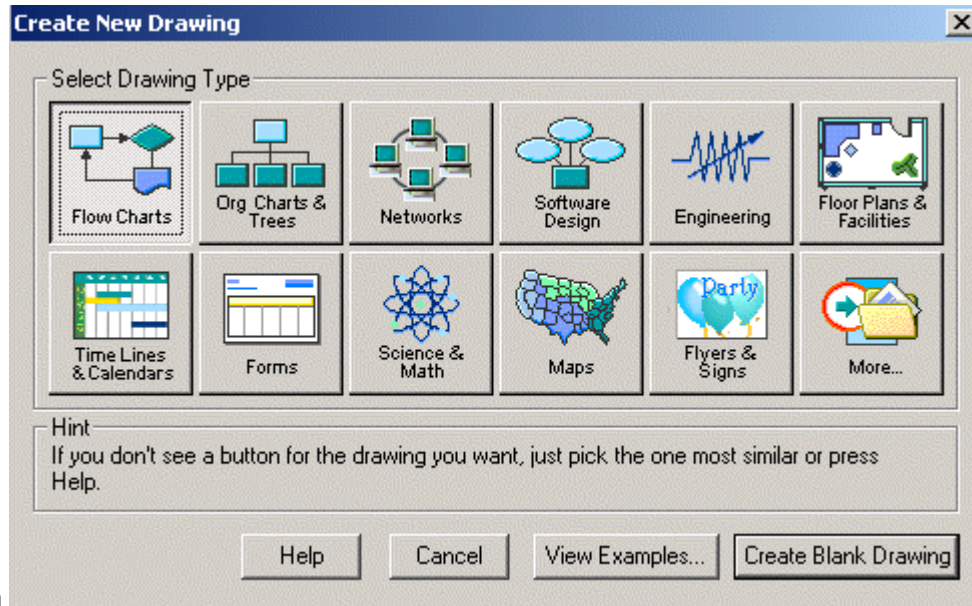 Create New Drawing
Select Drawing Type
Flow Charts
Org Charts &
Trees
Networks
Software
Design
Engineering
Floor Plans &
Facilities
Time Lines
& Calendars
Forms
Science &
Math
Maps
Party
Flyers &
Signs
More...
Hint
If you don't see a button for the drawing you want, just pick the one most similar or press
Help.
Help
Cancel
View Examples...
Create Blank Drawing